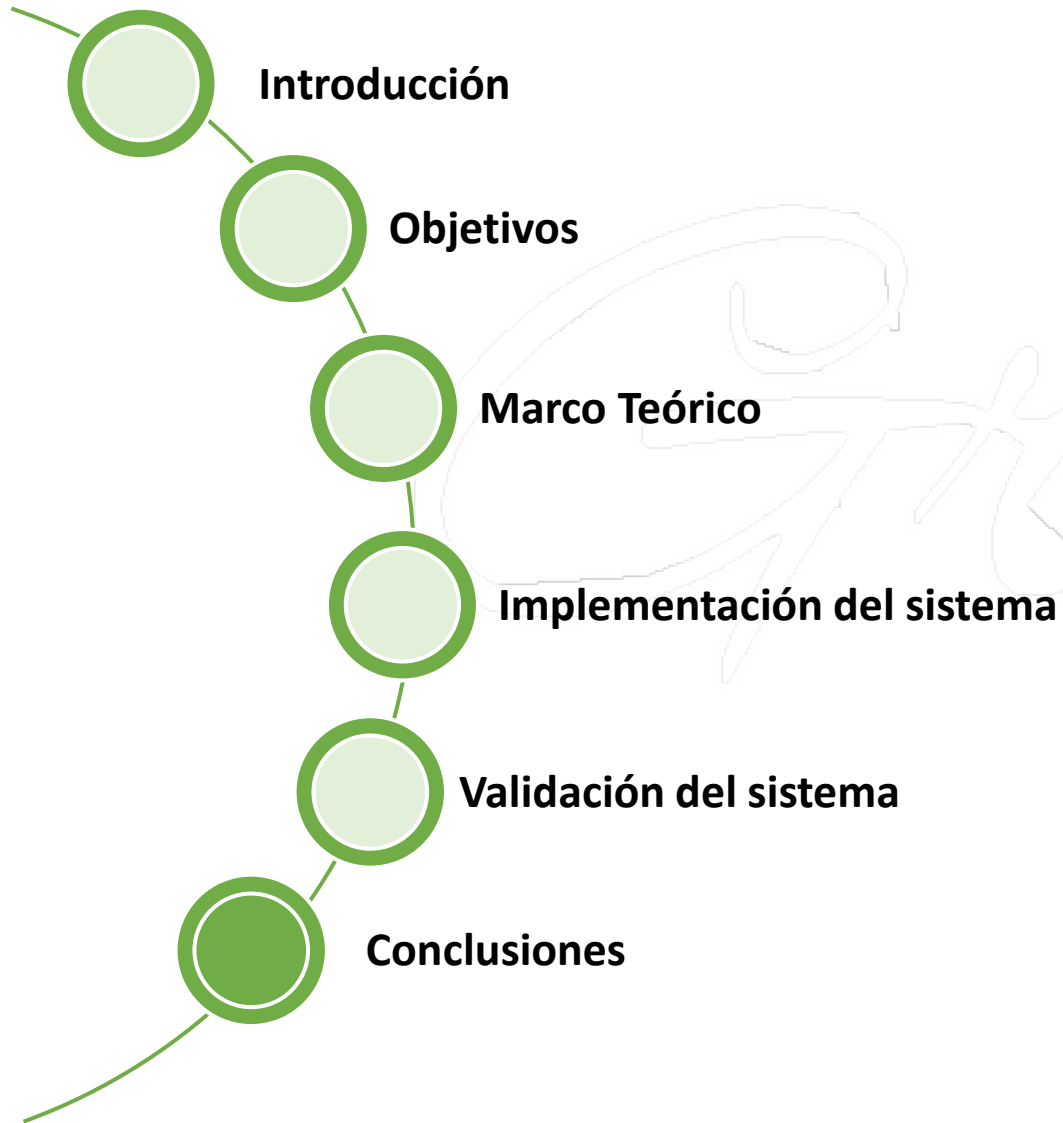 Introducción
Objetivos
Marco Teórico
Implementación del sistema
Validación del sistema
Conclusiones